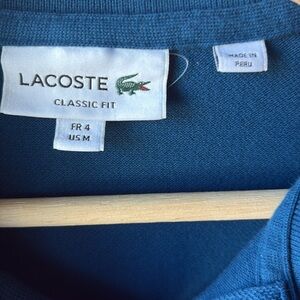 LACOSTE
CLASSIC FIT
FR 4
US M
MADE IN
PERU